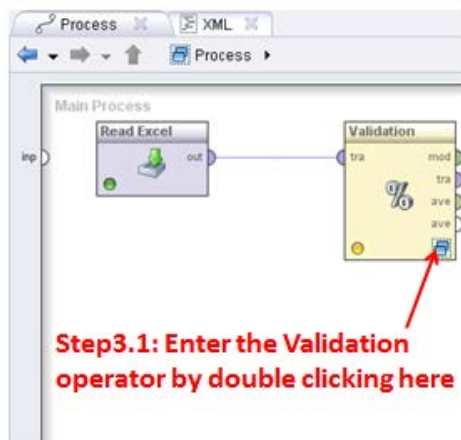 Process XML
Process
Main Process
Read Excel Validation
inp out tra mod
tra
%
ave
ave
Step3.1: Enter the Validation
operator by double clicking here